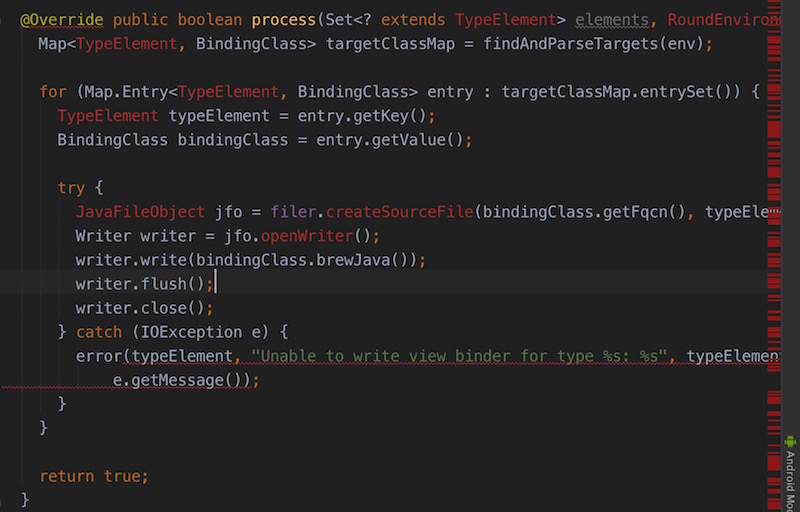 @Override public boolean process(Set<? extends TypeElement> elements, RoundEnviron
Map<TypeElement, BindingClass> targetClassMap = findAndParseTargets(env);
for (Map.Entry<TypeElement, BindingClass> entry : targetClassMap.entrySet()) {
TypeElement typeElement = entry.getKey();
BindingClass bindingClass = entry.getValue();
try {
JavaFileObject jfo = filer.createSourceFile(bindingClass.getFqcn(), typeElem
Writer writer = jfo.openWriter();
writer.write(bindingClass.brewJava());
writer.flush();
writer.close();
} catch (IOException e) {
error(typeElement, "Unable to write view binder for type %s: %s", typeElemen
e.getMessage());
}
}
return true;
}
Android Mod